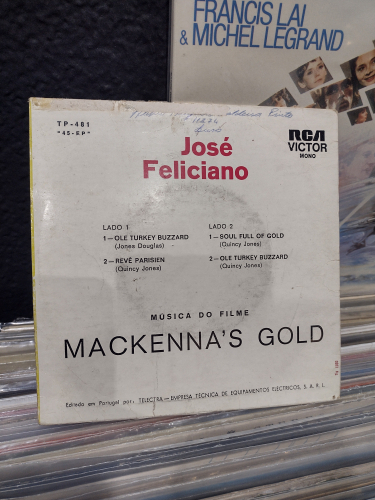 FRANCIS LAI
& MICHEL LEGRAND
TP-481
"45-EP"
RCA
VICTOR
MONO
José
Feliciano
LADO 1
1—OLE TURKEY BUZZARD
(Jones Douglas)
2—REVÊ PARISIEN
(Quincy Jones)
LADO 2
1—SOUL FULL OF GOLD
(Quincy Jones)
2—OLE TURKEY BUZZARD
(Quincy Jones)
MÚSICA DO FILME
MACKENNA'S GOLD
Editado em Portugal por: TELECTRA—EMPRESA TÉCNICA DE EQUIPAMENTOS ELÉCTRICOS, S. A. R. L.